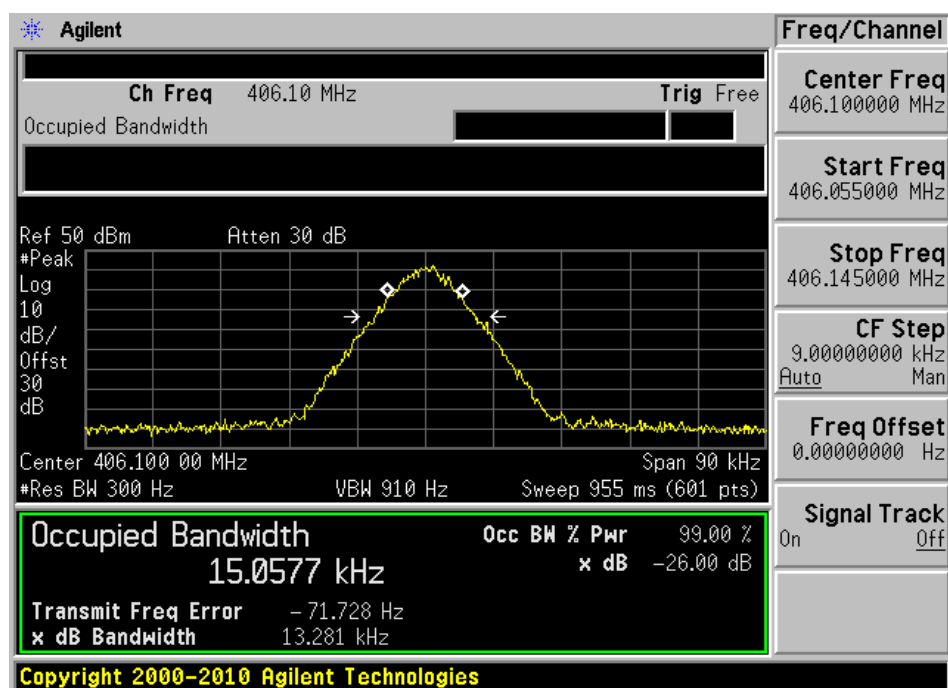 Agilent
Freq/Channel
Ch Freq 406.10 MHz Trig Free
Occupied Bandwidth
Center Freq
406.100000 MHz
Start Freq
406.055000 MHz
Stop Freq
406.145000 MHz
CF Step
9.00000000 kHz
Auto Man
Freq Offset
0.00000000 Hz
Signal Track
On Off
Ref 50 dBm Atten 30 dB
#Peak
Log
10
dB/
Offst
30
dB
Center 406.100 00 MHz Span 90 kHz
#Res BW 300 Hz VBW 910 Hz Sweep 955 ms (601 pts)
Occupied Bandwidth
15.0577 kHz
Occ BW % Pwr 99.00 %
x dB -26.00 dB
Transmit Freq Error -71.728 Hz
x dB Bandwidth 13.281 kHz
Copyright 2000-2010 Agilent Technologies